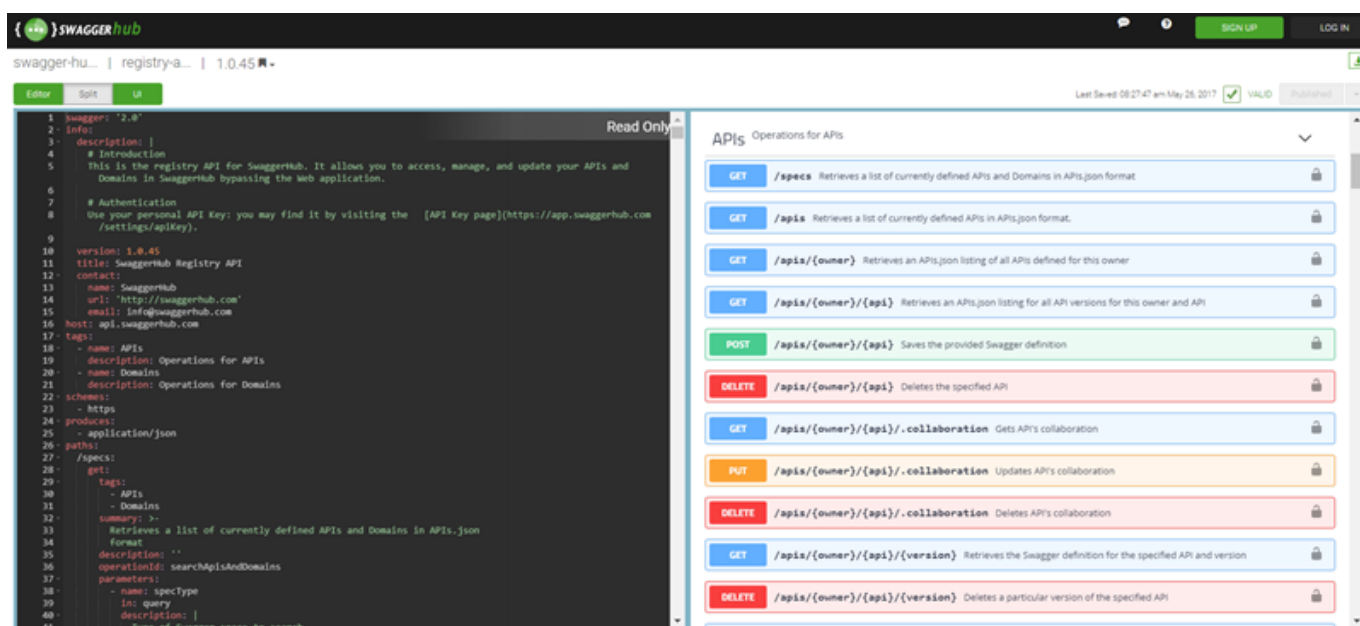 { } SWAGGERhub
SIGN UP
LOG IN
swagger-hu... | registry-a... | 1.0.45
Editor
Split
UI
Last Saved 08:27:47 am May 26, 2017
VALID
Published
Read Only
1 swagger: '2.0'
2 info:
3 description: |
4 # Introduction
5 This is the registry API for SwaggerHub. It allows you to access, manage, and update your APIs and
Domains in SwaggerHub bypassing the Web application.
6
7 # Authentication
8 Use your personal API Key: you may find it by visiting the [API Key page](https://app.swaggerhub.com
/settings/apiKey).
9
10 version: 1.0.45
11 title: SwaggerHub Registry API
12 contact:
13 name: SwaggerHub
14 url: 'http://swaggerhub.com'
15 email: info@swaggerhub.com
16 host: api.swaggerhub.com
17 tags:
18 - name: APIs
19 description: Operations for APIs
20 - name: Domains
21 description: Operations for Domains
22 schemes:
23 - https
24 produces:
25 - application/json
26 paths:
27 /specs:
28 get:
29 tags:
30 - APIs
31 - Domains
32 summary: >-
33 Retrieves a list of currently defined APIs and Domains in APIs.json
34 format
35 description: ''
36 operationId: searchApisAndDomains
37 parameters:
38 - name: specType
39 in: query
40 description: |
APIs Operations for APIs
GET /specs Retrieves a list of currently defined APIs and Domains in APIs.json format
GET /apis Retrieves a list of currently defined APIs in APIs.json format.
GET /apis/{owner} Retrieves an APIs.json listing of all APIs defined for this owner
GET /apis/{owner}/{api} Retrieves an APIs.json listing for all API versions for this owner and API
POST /apis/{owner}/{api} Saves the provided Swagger definition
DELETE /apis/{owner}/{api} Deletes the specified API
GET /apis/{owner}/{api}/.collaboration Gets API's collaboration
PUT /apis/{owner}/{api}/.collaboration Updates API's collaboration
DELETE /apis/{owner}/{api}/.collaboration Deletes API's collaboration
GET /apis/{owner}/{api}/{version} Retrieves the Swagger definition for the specified API and version
DELETE /apis/{owner}/{api}/{version} Deletes a particular version of the specified API